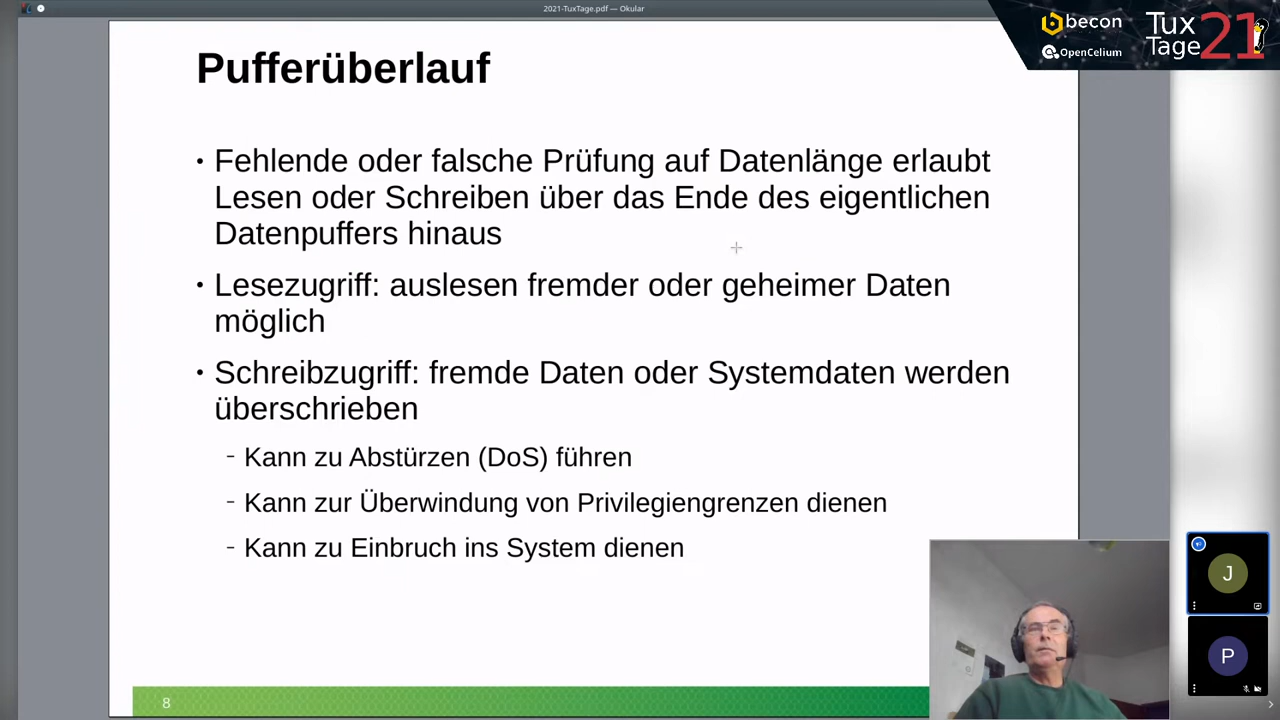 2021-TuxTage.pdf — Okular
becon
OpenCelium
Tux
Tage
21
Pufferüberlauf
• Fehlende oder falsche Prüfung auf Datenlänge erlaubt
Lesen oder Schreiben über das Ende des eigentlichen
Datenpuffers hinaus
• Lesezugriff: auslesen fremder oder geheimer Daten
möglich
• Schreibzugriff: fremde Daten oder Systemdaten werden
überschrieben
- Kann zu Abstürzen (DoS) führen
- Kann zur Überwindung von Privilegiengrenzen dienen
- Kann zu Einbruch ins System dienen
J
P
8